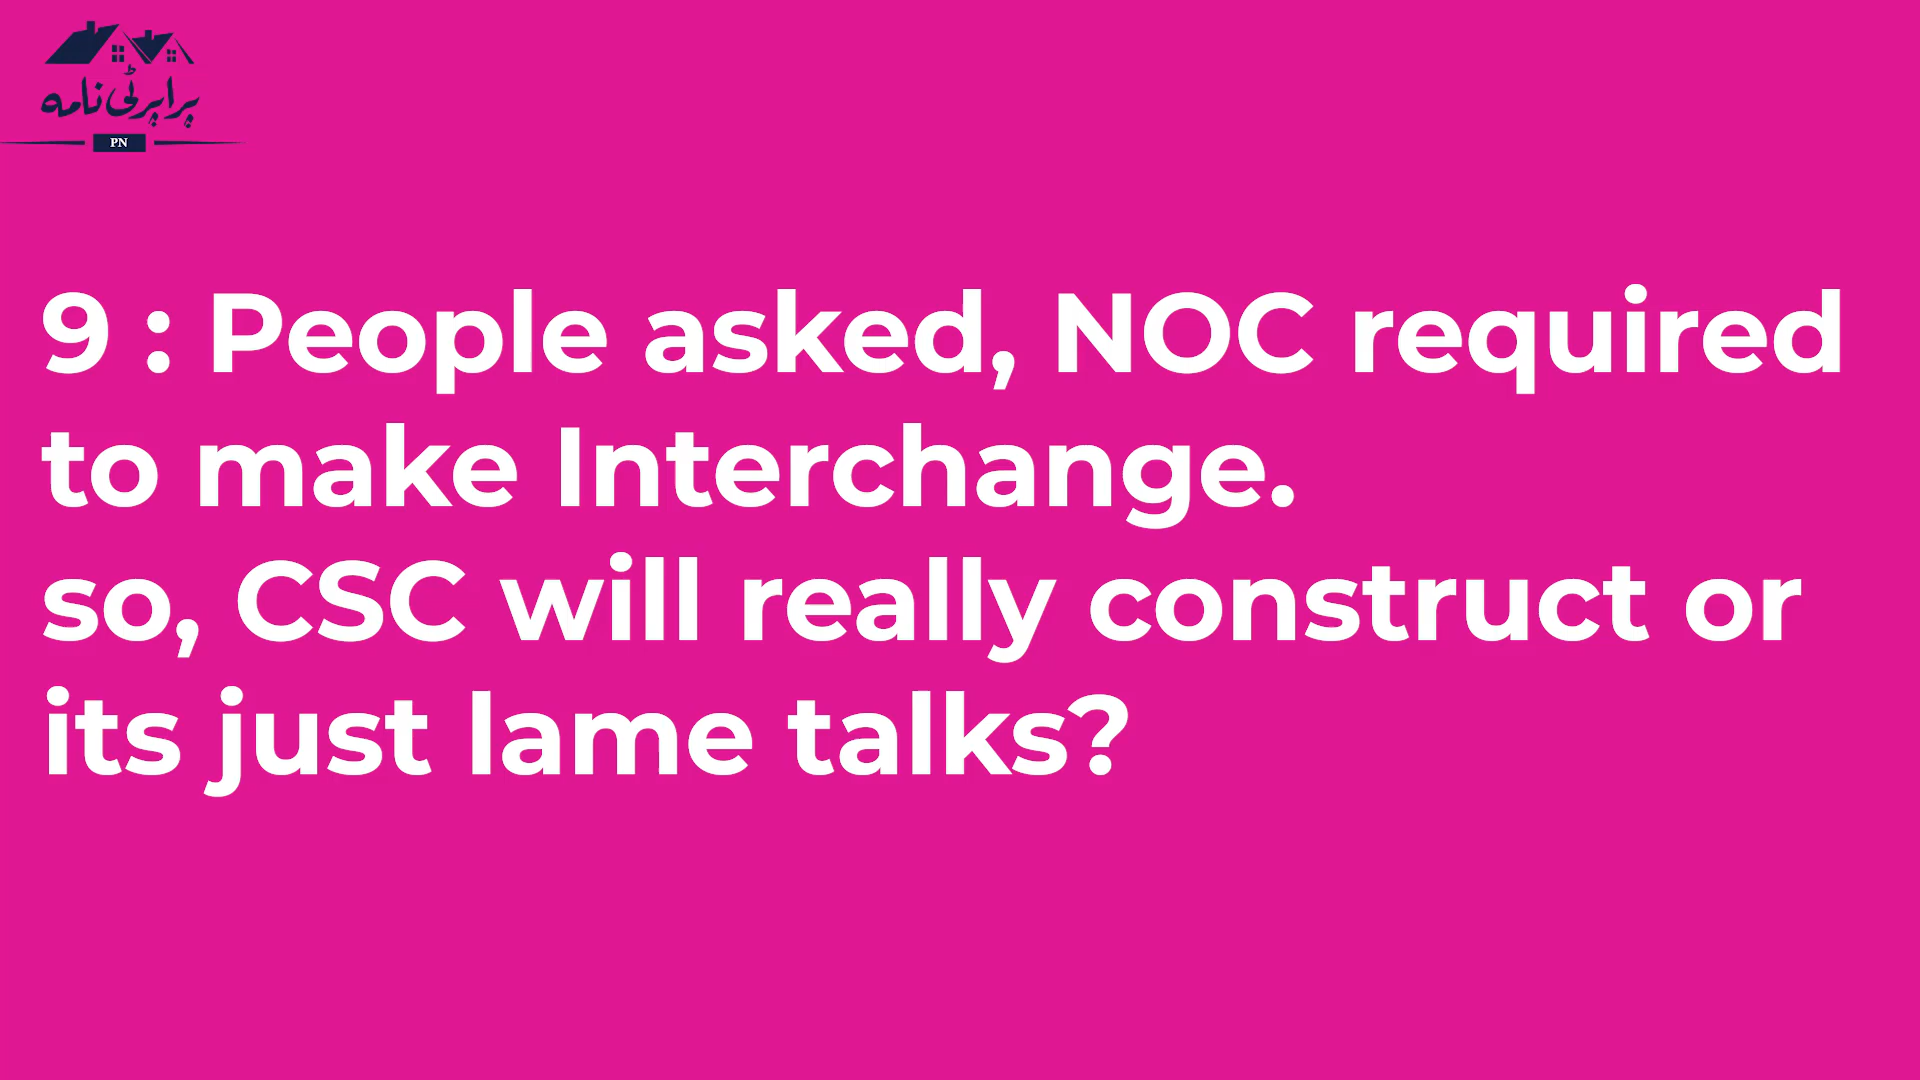 پراپرٹی نامہ
PN
9 : People asked, NOC required
to make Interchange.
so, CSC will really construct or
its just lame talks?